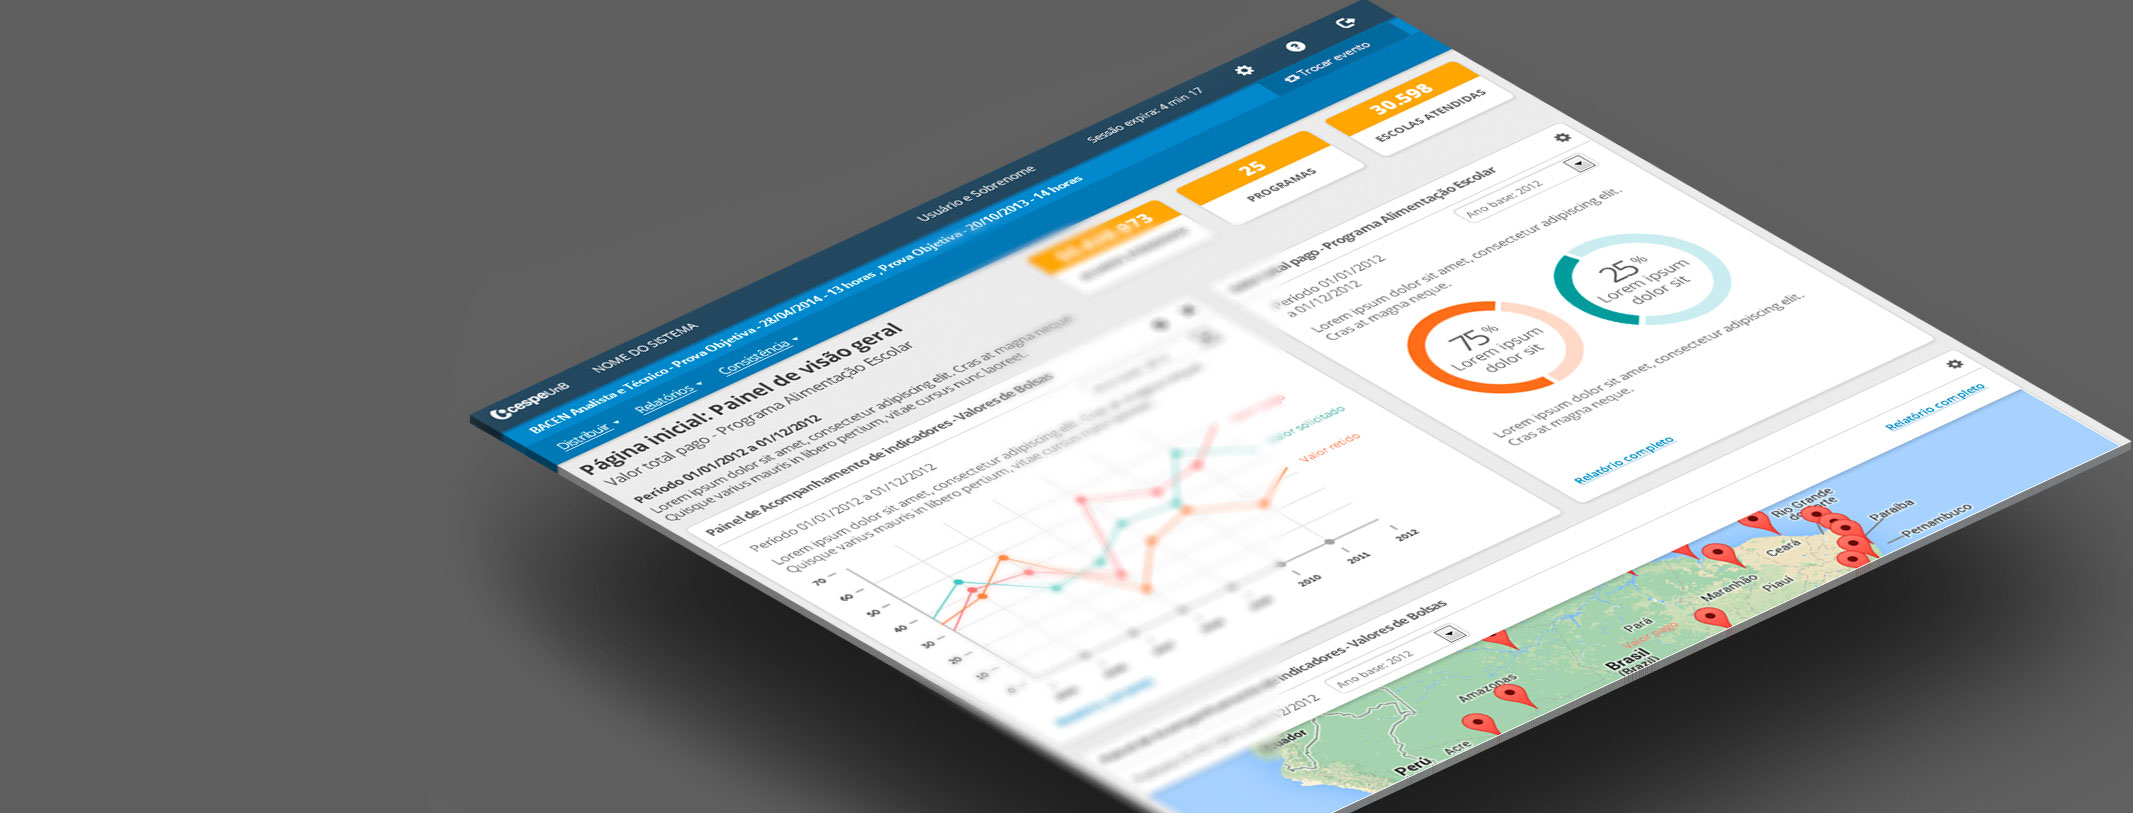 cespeUnB NOME DO SISTEMA Usuário e Sobrenome Sessão expira: 4 min 17
BACEN Analista e Técnico - Prova Objetiva - 28/04/2014 - 13 horas , Prova Objetiva - 20/10/2013 - 14 horas Trocar evento
Distribuir Relatórios Consistência
Página inicial: Painel de visão geral
Valor total pago - Programa Alimentação Escolar
Período 01/01/2012 a 01/12/2012
Lorem ipsum dolor sit amet, consectetur adipiscing elit. Cras at magna neque.
Quisque varius mauris in libero pertium, vitae cursus nunc laoreet.
973
25
PROGRAMAS
30.598
ESCOLAS ATENDIDAS
Painel de Acompanhamento de indicadores - Valores de Bolsas
Período 01/01/2012 a 01/12/2012
Lorem ipsum dolor sit amet, consectetur adipiscing elit. Cras at magna
Quisque varius mauris in libero pertium, vitae cursus
70
60
50
40
30
20
10
0
pago
Valor solicitado
Valor retido
2010
2011
2012
total pago - Programa Alimentação Escolar
Ano base: 2012
Período 01/01/2012
a 01/12/2012
Lorem ipsum dolor sit amet, consectetur adipiscing elit.
Cras at magna neque.
75%
Lorem ipsum
dolor sit
25%
Lorem ipsum
dolor sit
Lorem ipsum dolor sit amet, consectetur adipiscing elit.
Cras at magna neque.
Relatório completo
indicadores - Valores de Bolsas
12/2012
Ano base: 2012
Relatório completo
Rio Grande
do Norte
Paraíba
Pernambuco
Ceará
Maranhão
Piauí
Pará
Valor pago
Brasil
(Brazil)
Amazonas
Acre
Perú